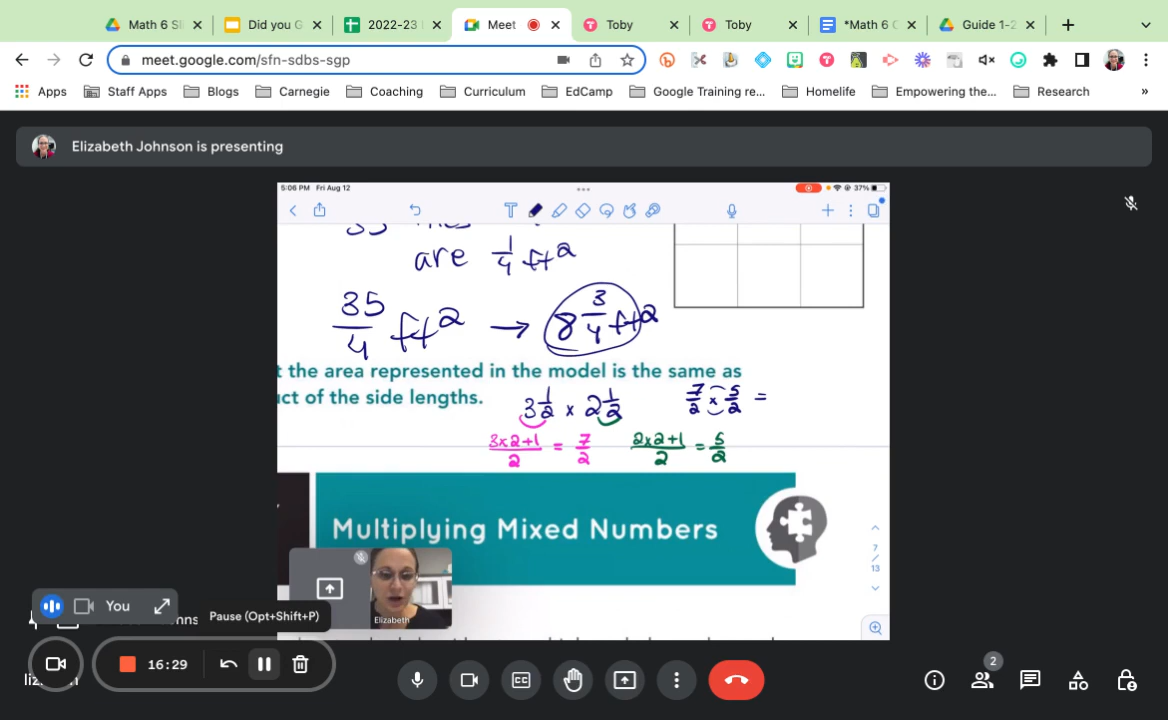 Math 6 S
Did you G
2022-23
Meet
Toby
Toby
*Math 6 C
Guide 1-2
meet.google.com/sfn-sdbs-sgp
Apps
Staff Apps
Blogs
Carnegie
Coaching
Curriculum
EdCamp
Google Training re...
Homelife
Empowering the...
Research
»
Elizabeth Johnson is presenting
5:06 PM Fri Aug 12
37%
are 1/4 ft²
35/4 ft² → 8 3/4 ft²
t the area represented in the model is the same as
ct of the side lengths.
3 1/2 x 2 1/2
7/2 x 5/2 =
3x2+1/2 = 7/2
2x2+1/2 = 5/2
Multiplying Mixed Numbers
7
/
13
Elizabeth
You
Pause (Opt+Shift+P)
16:29
CC
2